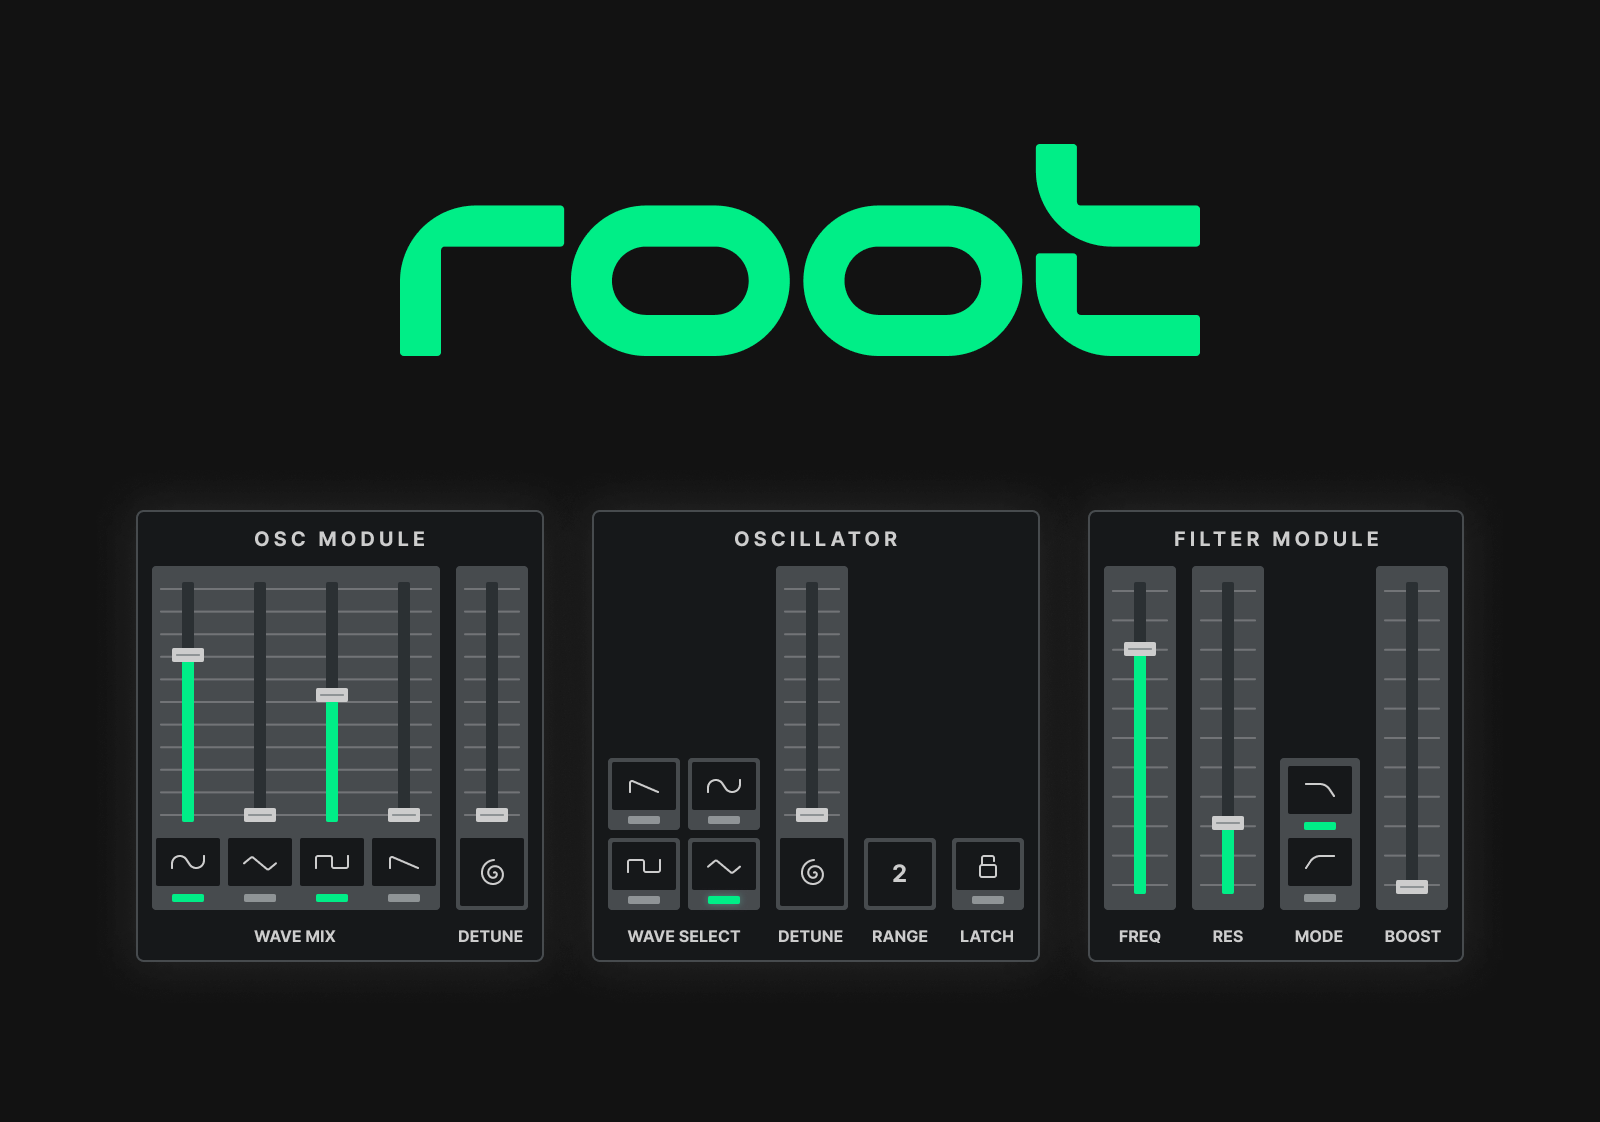 root
OSC MODULE
WAVE MIX
DETUNE
OSCILLATOR
2
WAVE SELECT
DETUNE
RANGE
LATCH
FILTER MODULE
FREQ
RES
MODE
BOOST